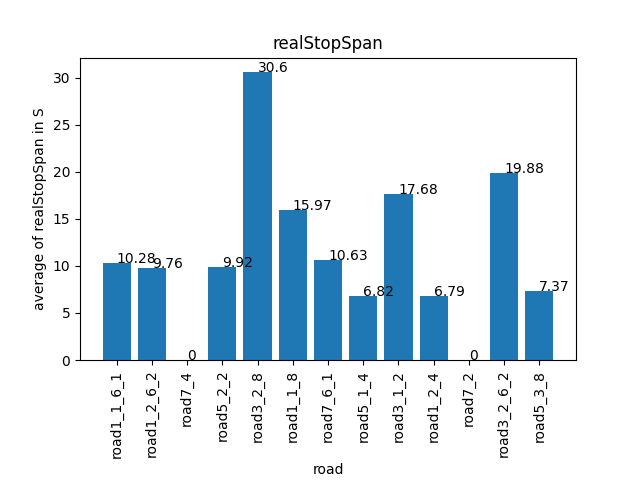 realStopSpan
average of realStopSpan in S
30
25
20
15
10
5
0
10.28
9.76
0
9.92
30.6
15.97
10.63
6.82
17.68
6.79
0
19.88
7.37
road1_1_6_1
road1_2_6_2
road7_4
road5_2_2
road3_2_8
road1_1_8
road7_6_1
road5_1_4
road3_1_2
road1_2_4
road7_2
road3_2_6_2
road5_3_8
road